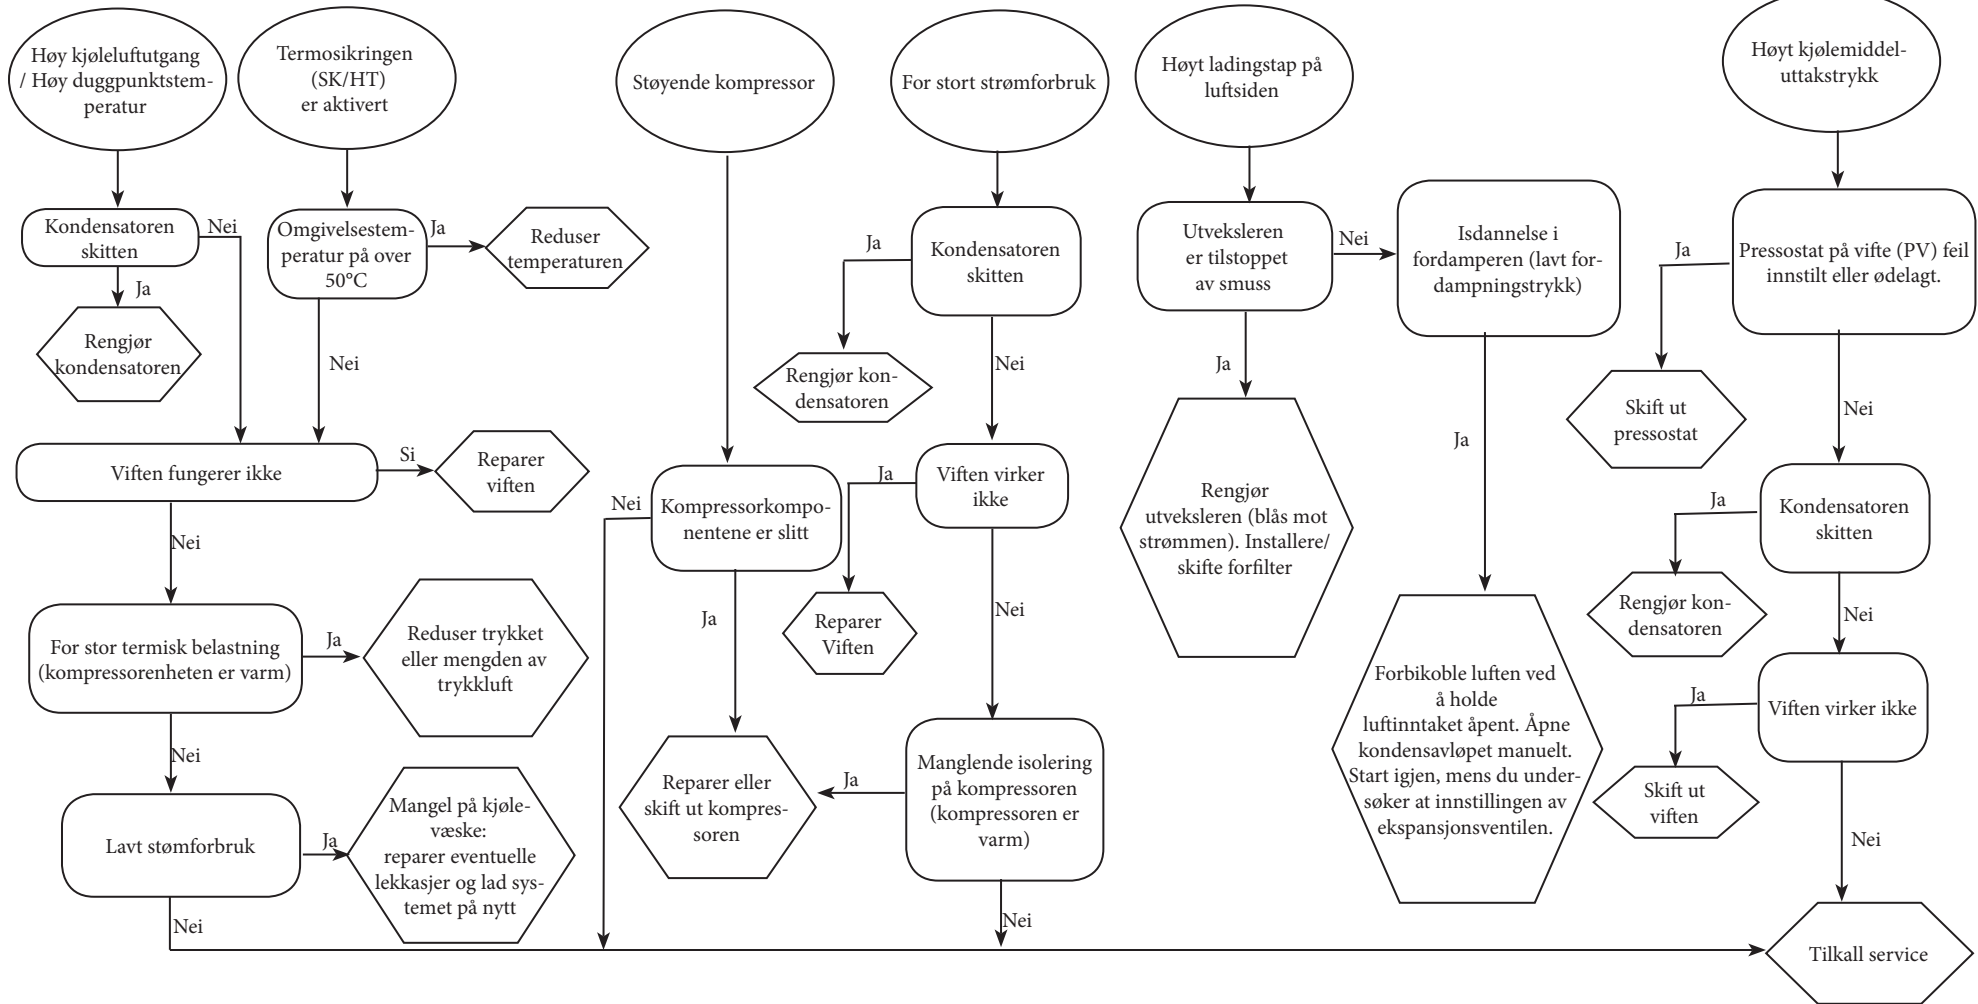 Høy kjøleluftutgang
/ Høy duggpunktstem-
peratur
Kondensatoren
skitten
Nei
Ja
Rengjør
kondensatoren
Termosikringen
(SK/HT)
er aktivert
Omgivelsestem-
peratur på over
50°C
Ja
Reduser
temperaturen
Nei
Viften fungerer ikke
Si
Reparer
viften
Nei
For stor termisk belastning
(kompressorenheten er varm)
Ja
Reduser trykket
eller mengden av
trykkluft
Nei
Lavt stømforbruk
Ja
Mangel på kjøle-
væske:
reparer eventuelle
lekkasjer og lad sys-
temet på nytt
Nei
Støyende kompressor
Kompressorkompo-
nentene er slitt
Nei
Ja
Reparer eller
skift ut kompres-
soren
For stort strømforbruk
Kondensatoren
skitten
Ja
Rengjør kon-
densatoren
Nei
Viften virker
ikke
Ja
Reparer
Viften
Nei
Manglende isolering
på kompressoren
(kompressoren er
varm)
Ja
Nei
Høyt ladingstap på
luftsiden
Utveksleren
er tilstoppet
av smuss
Nei
Ja
Rengjør
utveksleren (blås mot
strømmen). Installere/
skifte forfilter
Isdannelse i
fordamperen (lavt for-
dampningstrykk)
Ja
Forbikoble luften ved
å holde
luftinntaket åpent. Åpne
kondensavløpet manuelt.
Start igjen, mens du under-
søker at innstillingen av
ekspansjonsventilen.
Høyt kjølemiddel-
uttakstrykk
Pressostat på vifte (PV) feil
innstilt eller ødelagt.
Ja
Skift ut
pressostat
Nei
Kondensatoren
skitten
Ja
Rengjør kon-
densatoren
Nei
Viften virker ikke
Ja
Skift ut
viften
Nei
Tilkall service